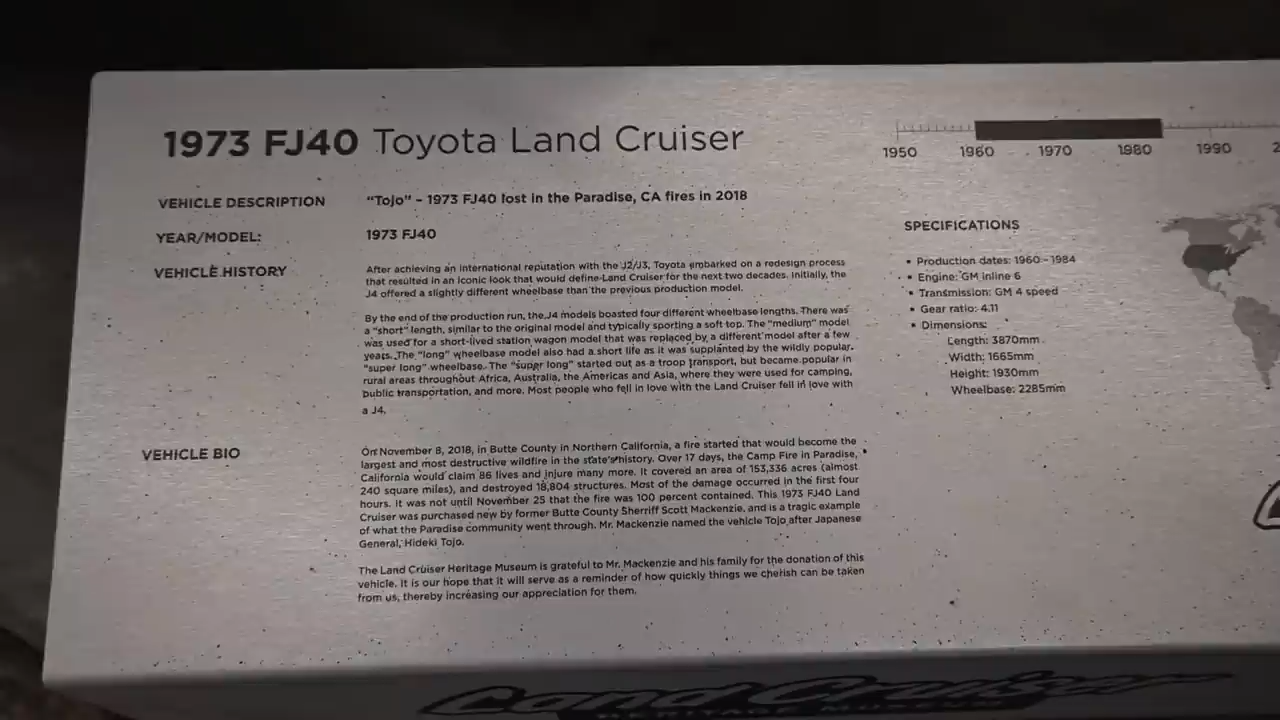 1973 FJ40 Toyota Land Cruiser
1950 1960 1970 1980 1990 2
VEHICLE DESCRIPTION "Tojo" - 1973 FJ40 lost in the Paradise, CA fires in 2018
YEAR/MODEL: 1973 FJ40
VEHICLE HISTORY
After achieving an international reputation with the J2/J3, Toyota embarked on a redesign process
that resulted in an iconic look that would define Land Cruiser for the next two decades. Initially, the
J4 offered a slightly different wheelbase than the previous production model.
By the end of the production run, the J4 models boasted four different wheelbase lengths. There was
a "short" length, similar to the original model and typically sporting a soft top. The "medium" model
was used for a short-lived station wagon model that was replaced by a different model after a few
years. The "long" wheelbase model also had a short life as it was supplanted by the wildly popular
"super long" wheelbase. The "super long" started out as a troop transport, but became popular in
rural areas throughout Africa, Australia, the Americas and Asia, where they were used for camping,
public transportation, and more. Most people who fell in love with the Land Cruiser fell in love with
a J4.
VEHICLE BIO
On November 8, 2018, in Butte County in Northern California, a fire started that would become the
largest and most destructive wildfire in the state's history. Over 17 days, the Camp Fire in Paradise,
California would claim 86 lives and injure many more. It covered an area of 153,336 acres (almost
240 square miles), and destroyed 18,804 structures. Most of the damage occurred in the first four
hours. It was not until November 25 that the fire was 100 percent contained. This 1973 FJ40 Land
Cruiser was purchased new by former Butte County Sherriff Scott Mackenzie, and is a tragic example
of what the Paradise community went through. Mr. Mackenzie named the vehicle Tojo after Japanese
General, Hideki Tojo.
The Land Cruiser Heritage Museum is grateful to Mr. Mackenzie and his family for the donation of this
vehicle. It is our hope that it will serve as a reminder of how quickly things we cherish can be taken
from us, thereby increasing our appreciation for them.
SPECIFICATIONS
• Production dates: 1960-1984
• Engine: GM inline 6
• Transmission: GM 4 speed
• Gear ratio: 4.11
• Dimensions:
Length: 3870mm
Width: 1665mm
Height: 1930mm
Wheelbase: 2285mm
Land Cruiser
HERITAGE MUSEUM